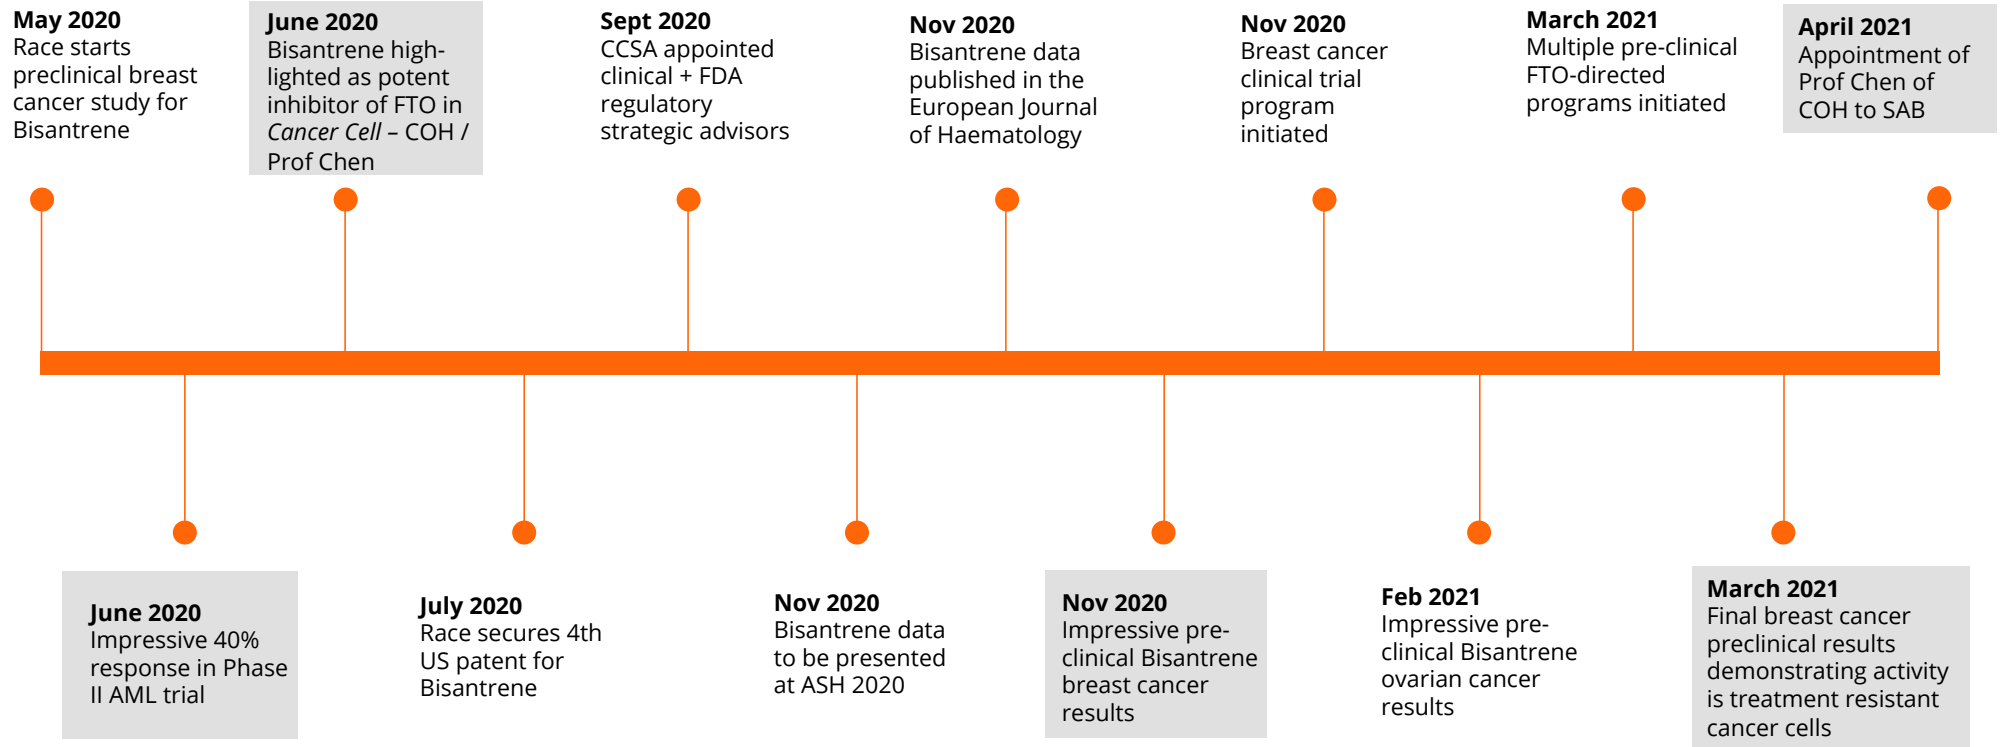 May 2020
Race starts
preclinical breast
cancer study for
Bisantrene
June 2020
Bisantrene high-
lighted as potent
inhibitor of FTO in
Cancer Cell – COH /
Prof Chen
Sept 2020
CCSA appointed
clinical + FDA
regulatory
strategic advisors
Nov 2020
Bisantrene data
published in the
European Journal
of Haematology
Nov 2020
Breast cancer
clinical trial
program
initiated
March 2021
Multiple pre-clinical
FTO-directed
programs initiated
April 2021
Appointment of
Prof Chen of
COH to SAB
June 2020
Impressive 40%
response in Phase
II AML trial
July 2020
Race secures 4th
US patent for
Bisantrene
Nov 2020
Bisantrene data
to be presented
at ASH 2020
Nov 2020
Impressive pre-
clinical Bisantrene
breast cancer
results
Feb 2021
Impressive pre-
clinical Bisantrene
ovarian cancer
results
March 2021
Final breast cancer
preclinical results
demonstrating activity
is treatment resistant
cancer cells